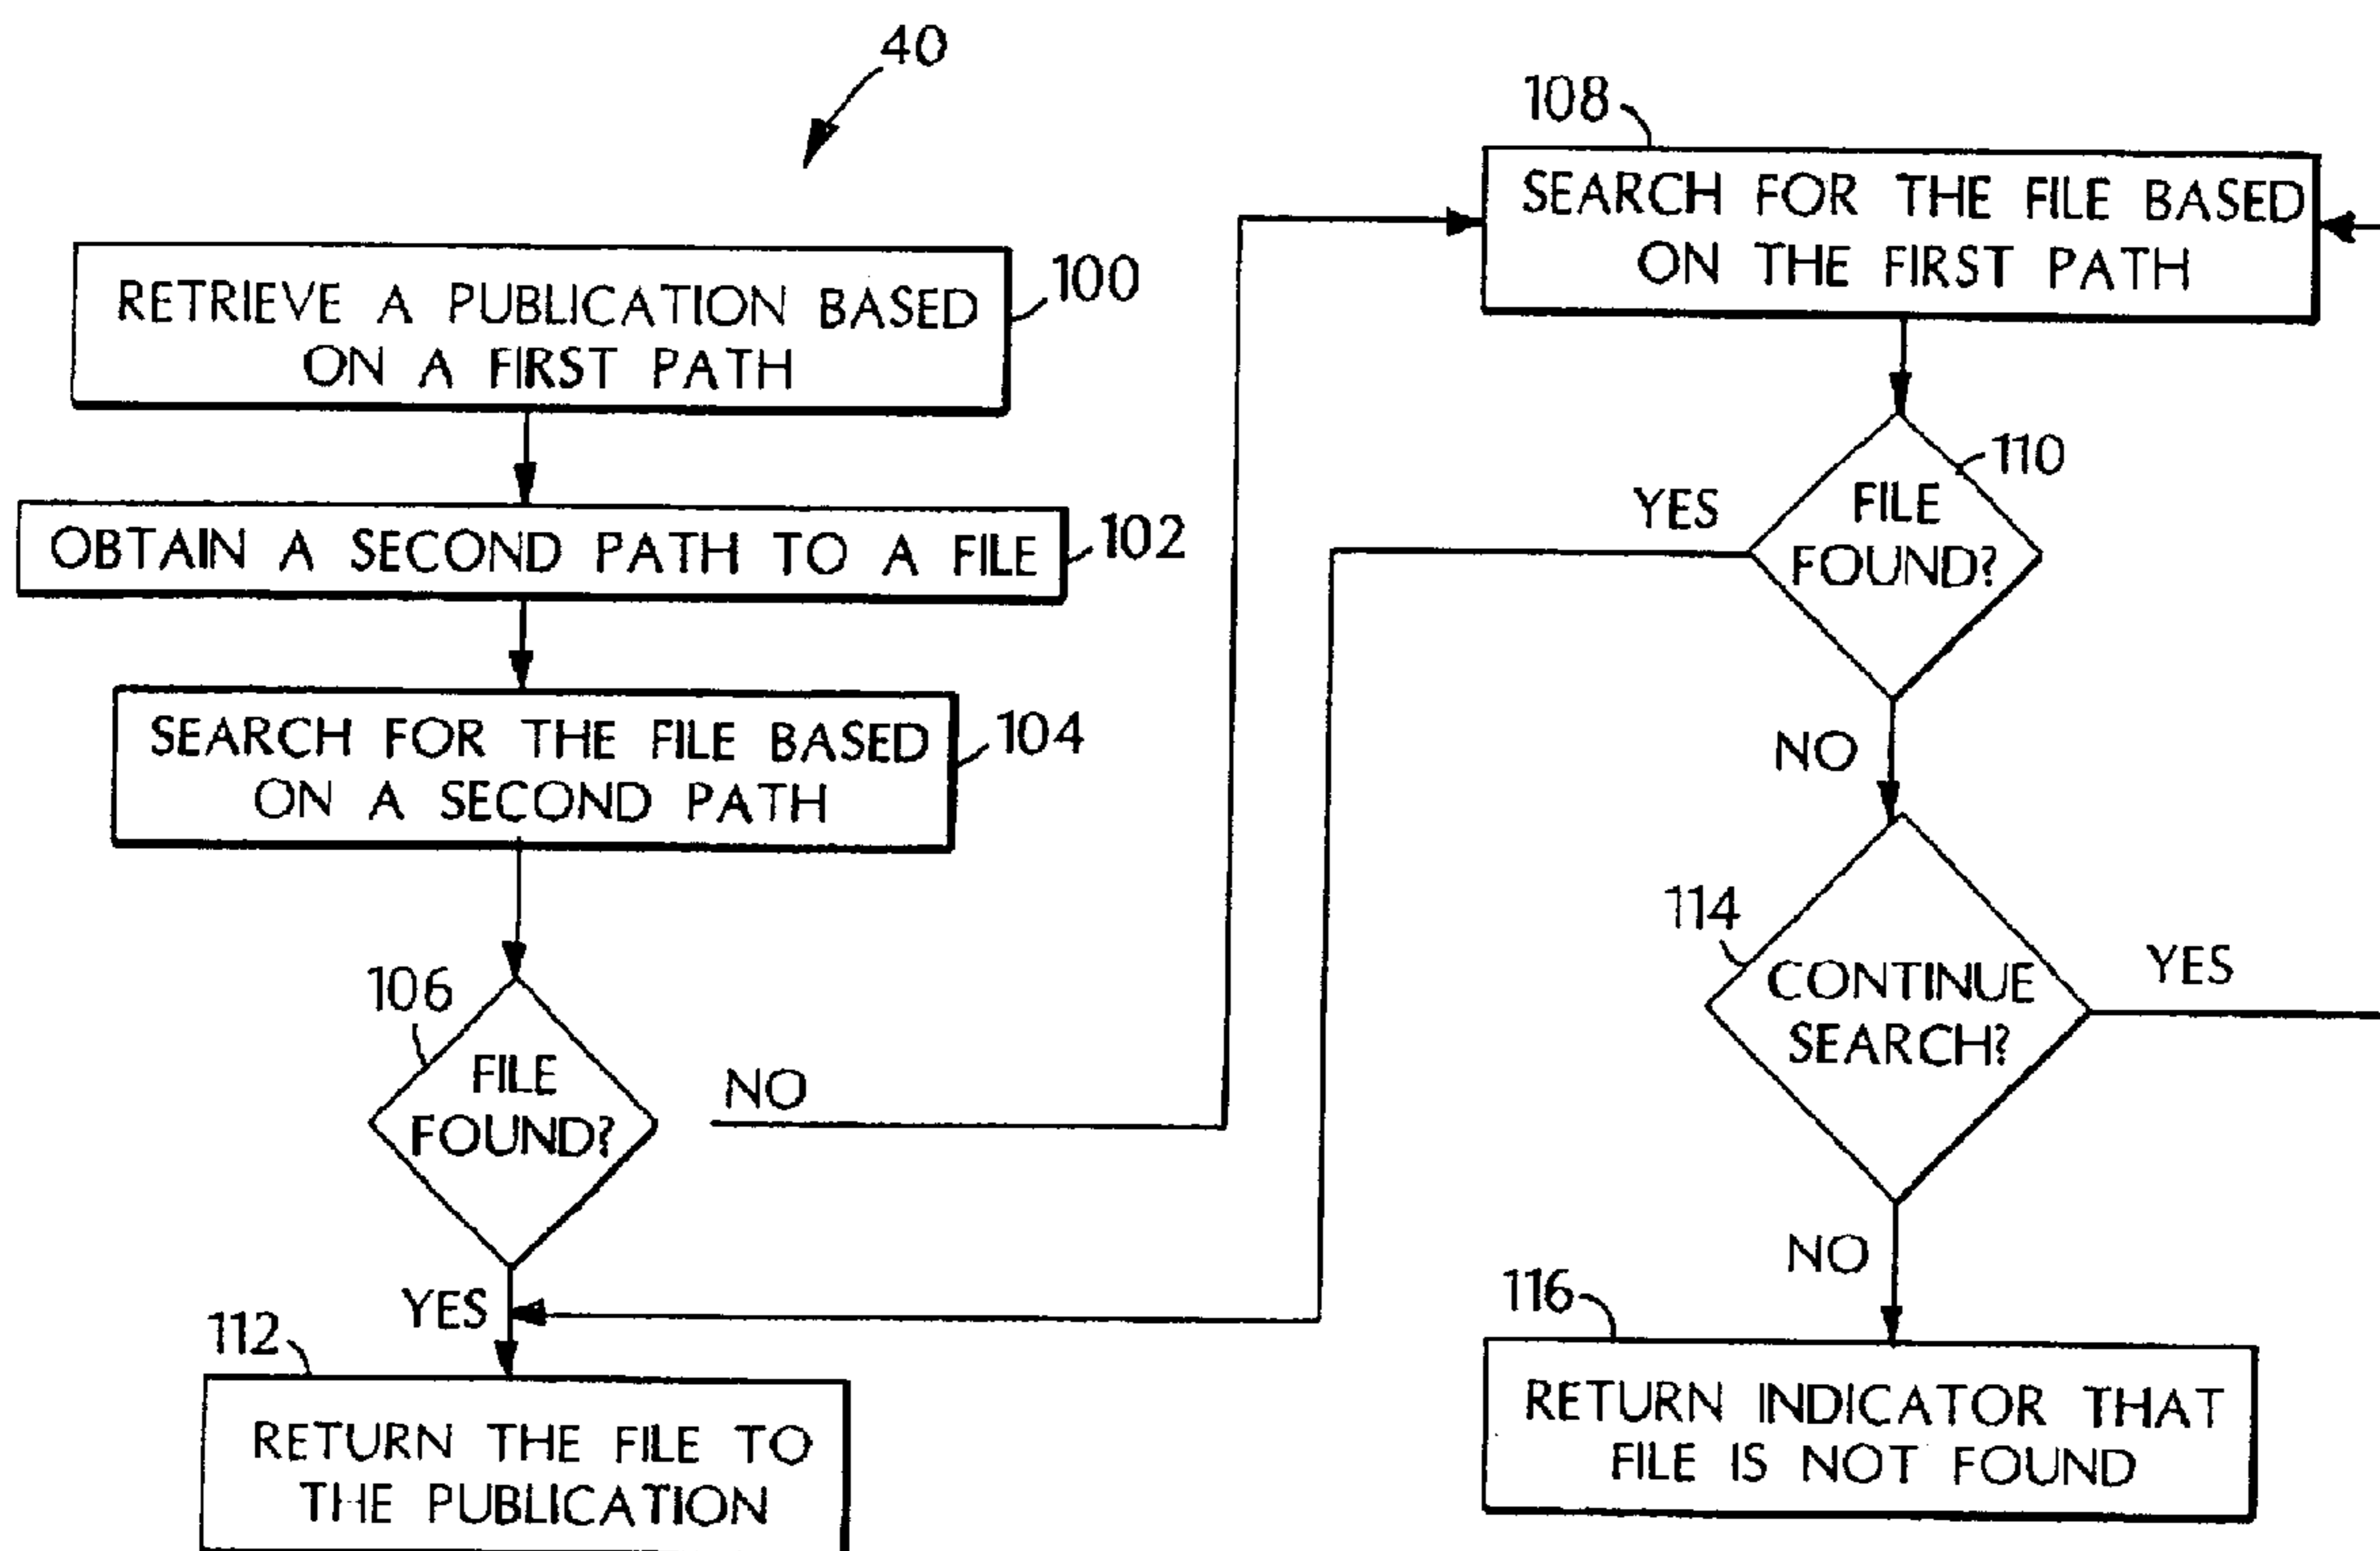 40
RETRIEVE A PUBLICATION BASED
ON A FIRST PATH
100
OBTAIN A SECOND PATH TO A FILE
102
SEARCH FOR THE FILE BASED
ON A SECOND PATH
104
106
FILE
FOUND?
NO
YES
112
RETURN THE FILE TO
THE PUBLICATION
108
SEARCH FOR THE FILE BASED
ON THE FIRST PATH
110
FILE
FOUND?
YES
NO
114
CONTINUE
SEARCH?
YES
NO
116
RETURN INDICATOR THAT
FILE IS NOT FOUND